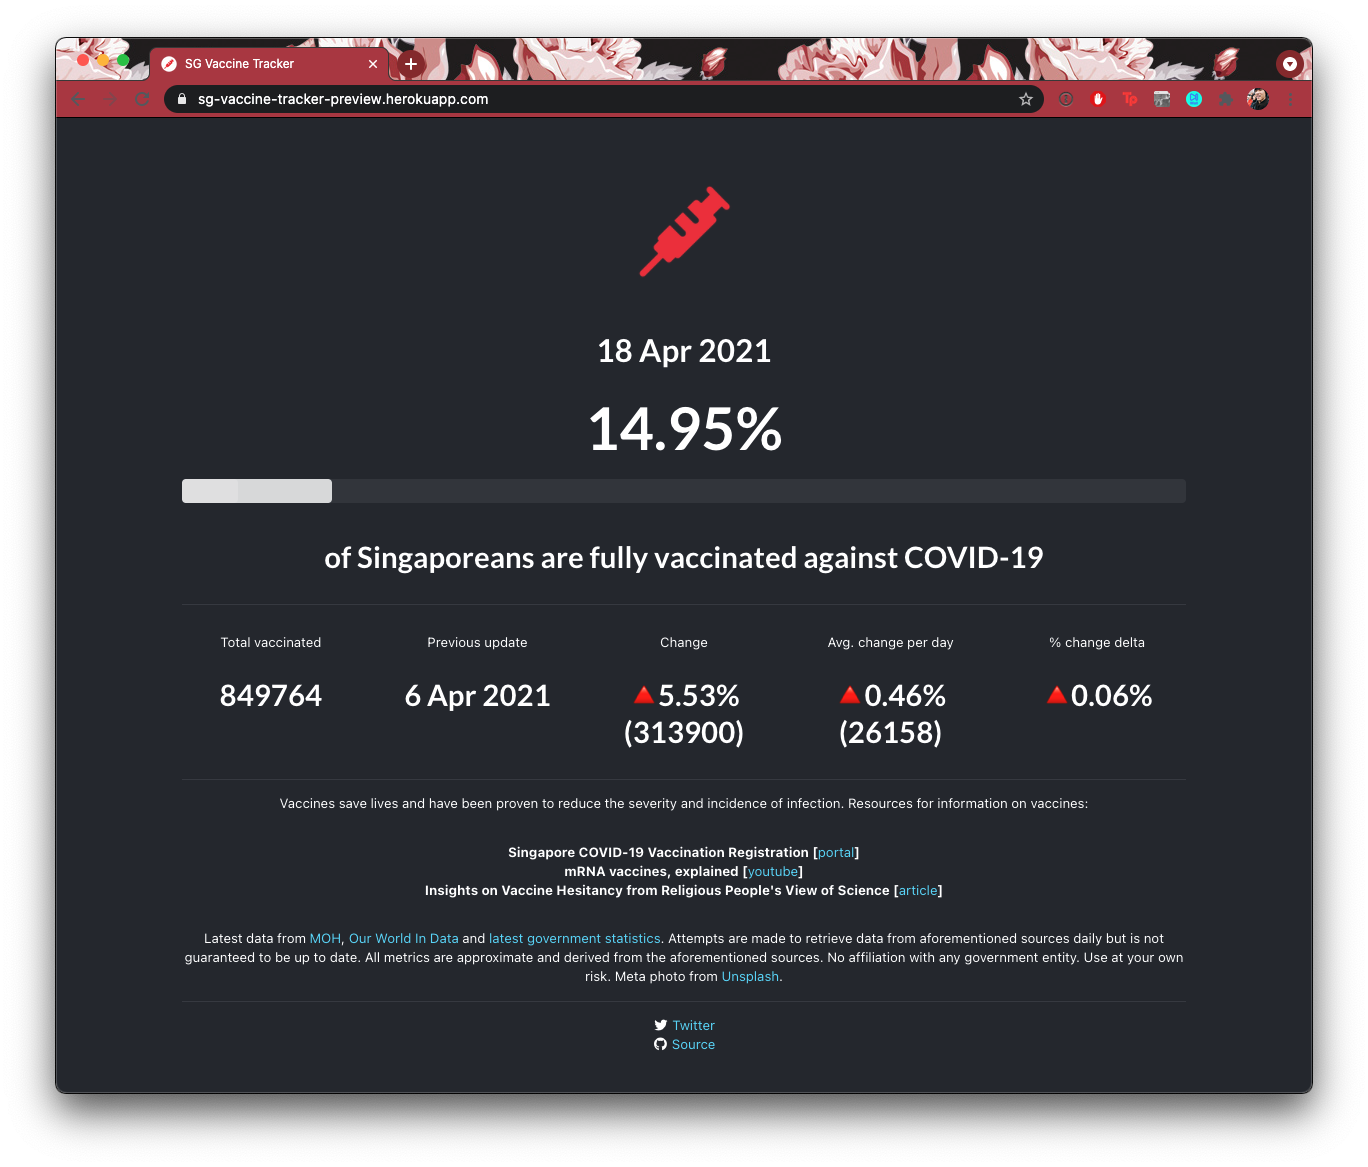 SG Vaccine Tracker
sg-vaccine-tracker-preview.herokuapp.com
18 Apr 2021
14.95%
of Singaporeans are fully vaccinated against COVID-19
Total vaccinated
849764
Previous update
6 Apr 2021
Change
🔺5.53%
(313900)
Avg. change per day
🔺0.46%
(26158)
% change delta
🔺0.06%
Vaccines save lives and have been proven to reduce the severity and incidence of infection. Resources for information on vaccines:
Singapore COVID-19 Vaccination Registration [portal]
mRNA vaccines, explained [youtube]
Insights on Vaccine Hesitancy from Religious People's View of Science [article]
Latest data from MOH, Our World In Data and latest government statistics. Attempts are made to retrieve data from aforementioned sources daily but is not
guaranteed to be up to date. All metrics are approximate and derived from the aforementioned sources. No affiliation with any government entity. Use at your own
risk. Meta photo from Unsplash.
Twitter
Source